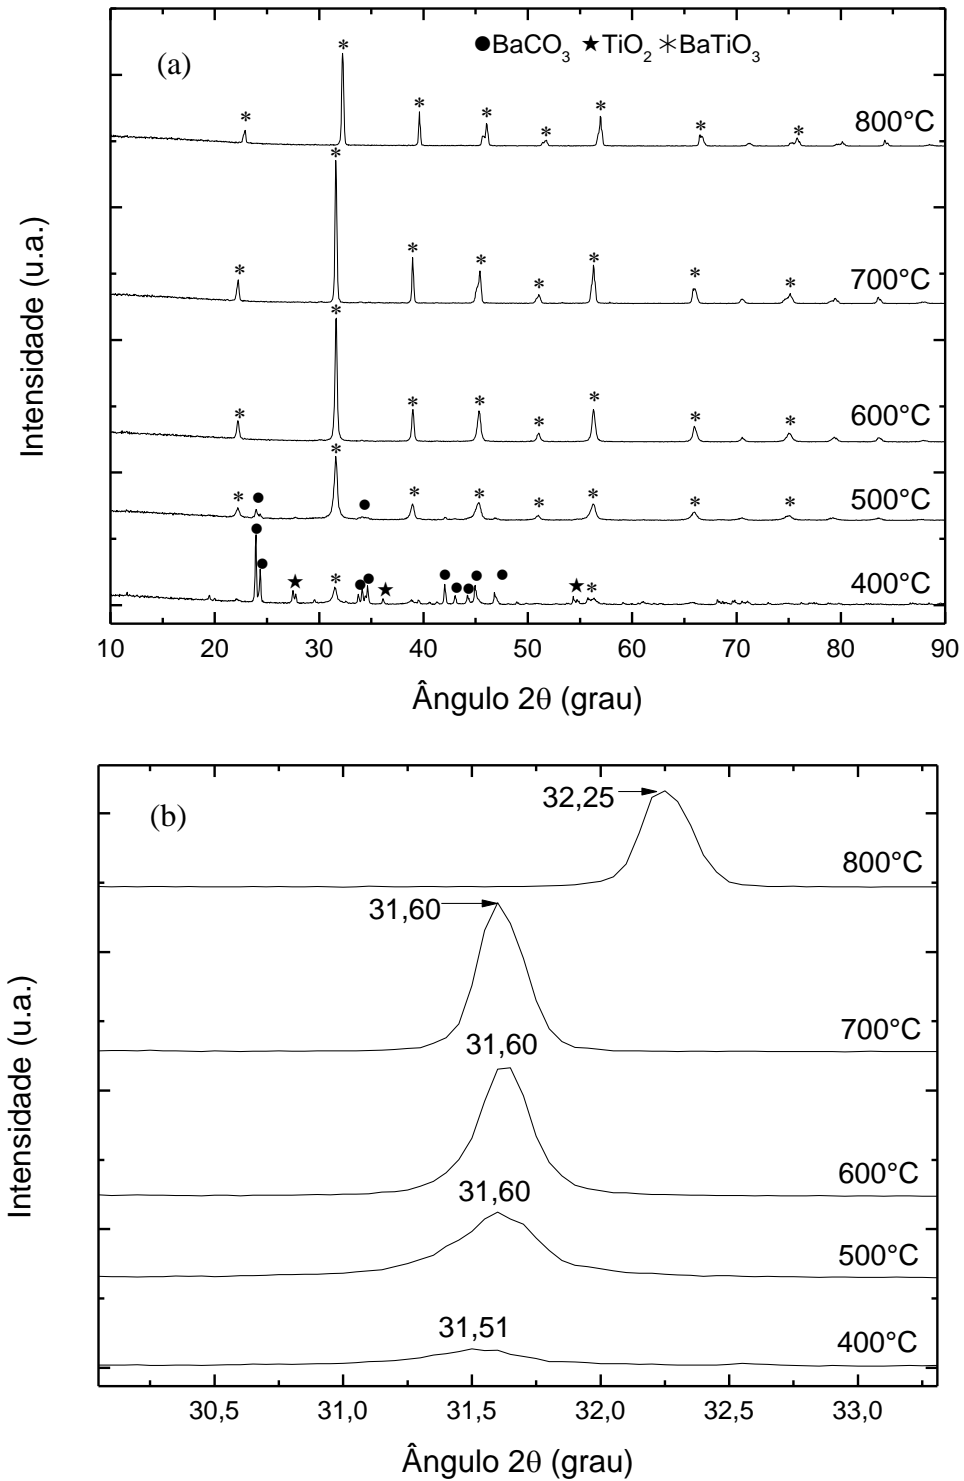 (a)
●BaCO3 ★TiO2 ∗BaTiO3
800°C
700°C
600°C
500°C
400°C
Intensidade (u.a.)
10 20 30 40 50 60 70 80 90
Ângulo 2θ (grau)
(b)
32,25
800°C
31,60
700°C
31,60
600°C
31,60
500°C
31,51
400°C
Intensidade (u.a.)
30,5 31,0 31,5 32,0 32,5 33,0
Ângulo 2θ (grau)